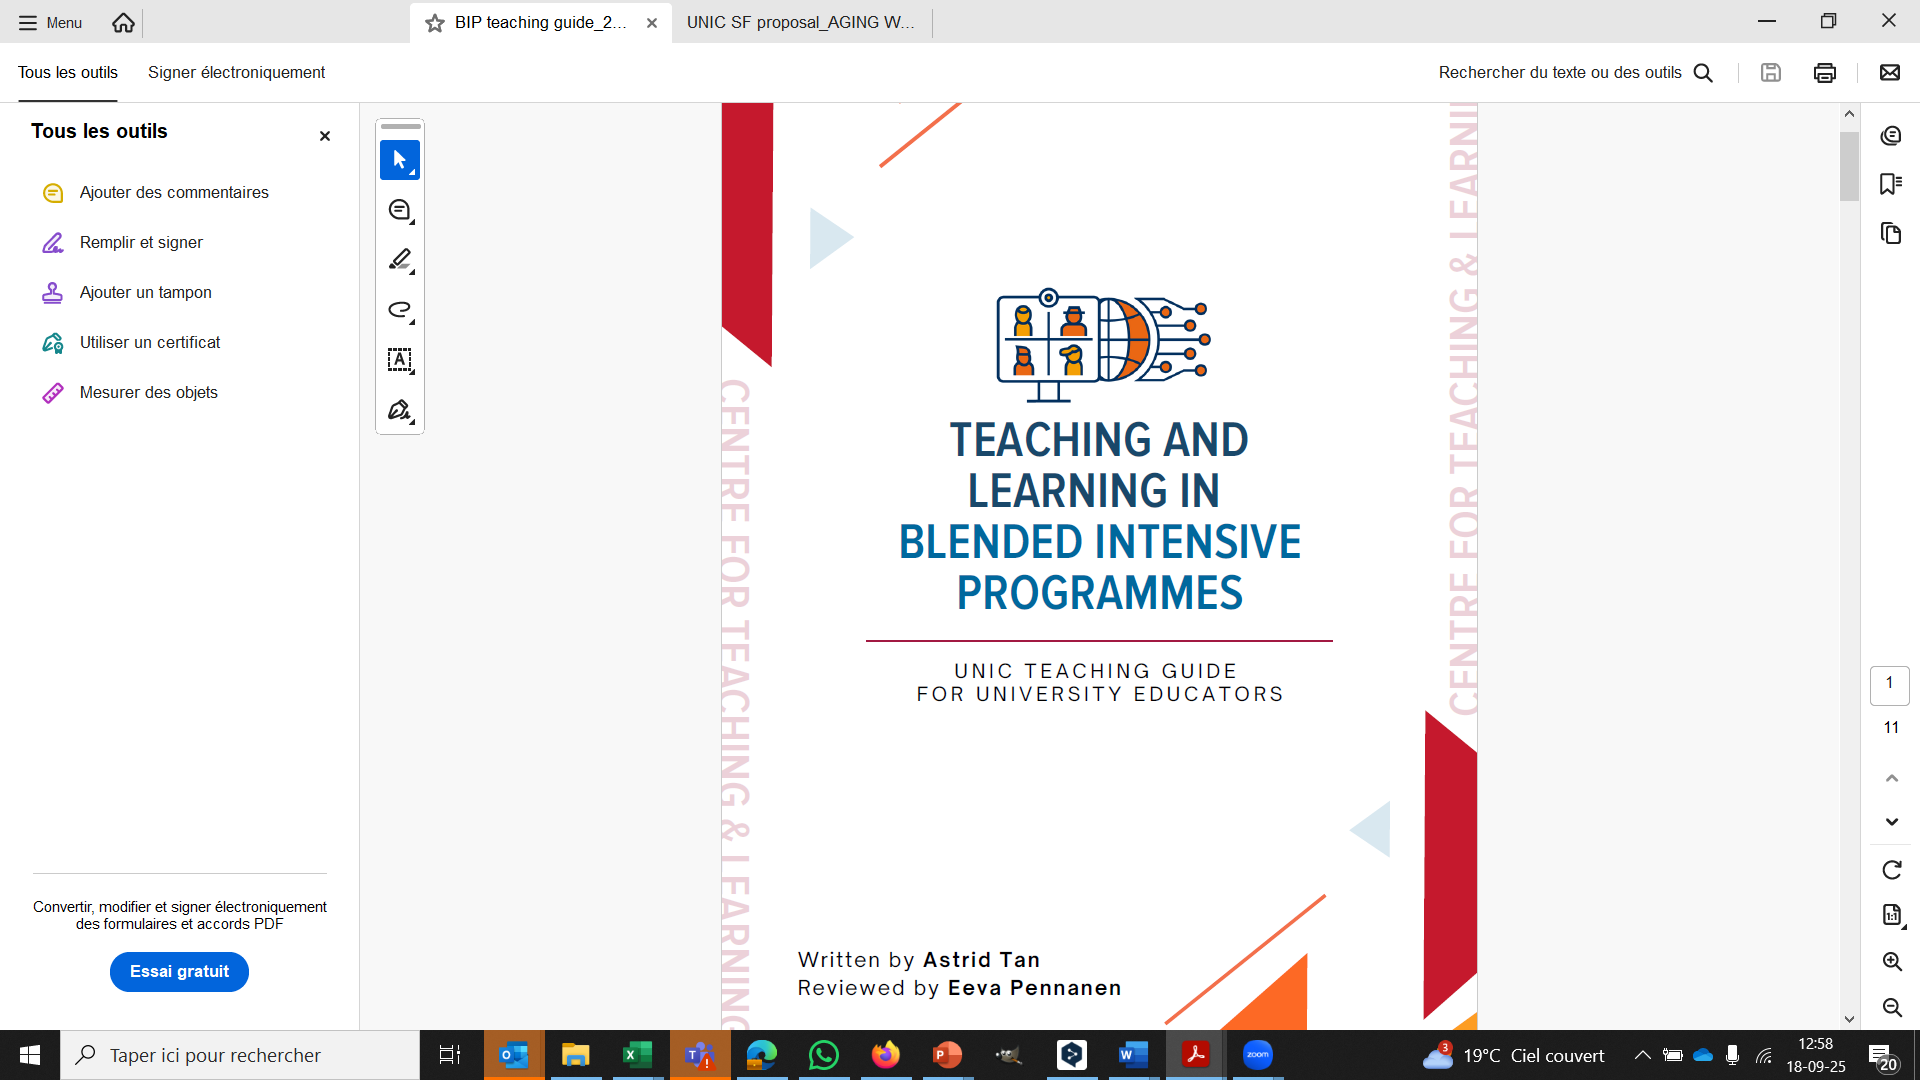 Menu
BIP teaching guide_2...
UNIC SF proposal_AGING W...
Tous les outils
Signer électroniquement
Rechercher du texte ou des outils
Tous les outils
Ajouter des commentaires
Remplir et signer
Ajouter un tampon
Utiliser un certificat
Mesurer des objets
Convertir, modifier et signer électroniquement
des formulaires et accords PDF
Essai gratuit
CENTRE FOR TEACHING & LEARNING
CENTRE FOR TEACHING & LEARNI
TEACHING AND
LEARNING IN
BLENDED INTENSIVE
PROGRAMMES
UNIC TEACHING GUIDE
FOR UNIVERSITY EDUCATORS
Written by Astrid Tan
Reviewed by Eeva Pennanen
1
11
1:1
Taper ici pour rechercher
zoom
3
19°C Ciel couvert
12:58
18-09-25
20